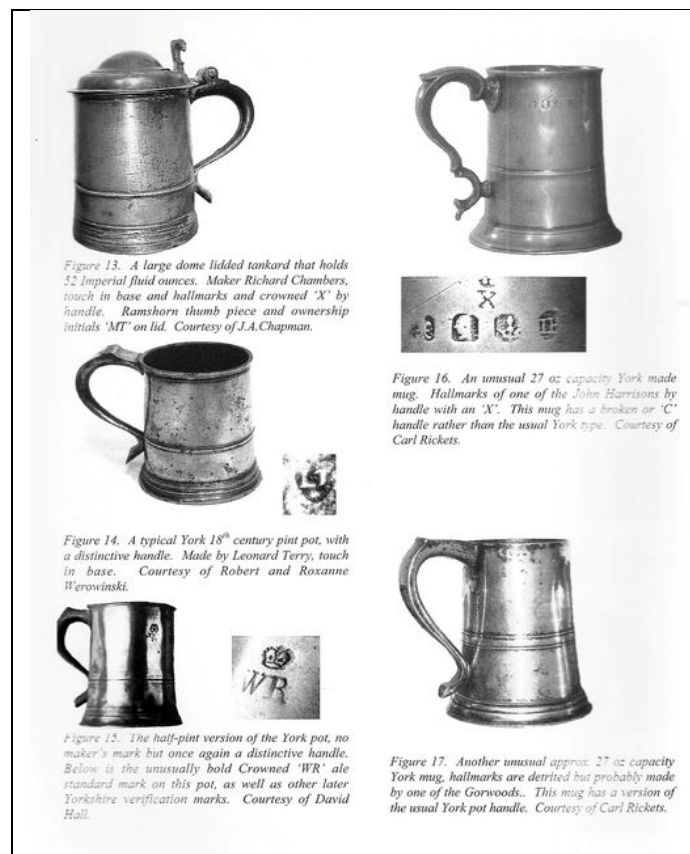 Figure 13. A large dome lidded tankard that holds
52 Imperial fluid ounces. Maker Richard Chambers,
touch in base and hallmarks and crowned 'X' by
handle. Ramshorn thumb piece and ownership
initials 'MT' on lid. Courtesy of J.A.Chapman.
LT
Figure 14. A typical York 18th century pint pot, with
a distinctive handle. Made by Leonard Terry, touch
in base. Courtesy of Robert and Roxanne
Werowinski.
WR
Figure 15. The half-pint version of the York pot, no
maker's mark but once again a distinctive handle.
Below is the unusually bold Crowned 'WR' ale
standard mark on this pot, as well as other later
Yorkshire verification marks. Courtesy of David
Hall.
X
Figure 16. An unusual 27 oz capacity York made
mug. Hallmarks of one of the John Harrisons by
handle with an 'X'. This mug has a broken or 'C'
handle rather than the usual York type. Courtesy of
Carl Rickets.
Figure 17. Another unusual approx. 27 oz capacity
York mug, hallmarks are detrited but probably made
by one of the Gorwoods.. This mug has a version of
the usual York pot handle. Courtesy of Carl Rickets.